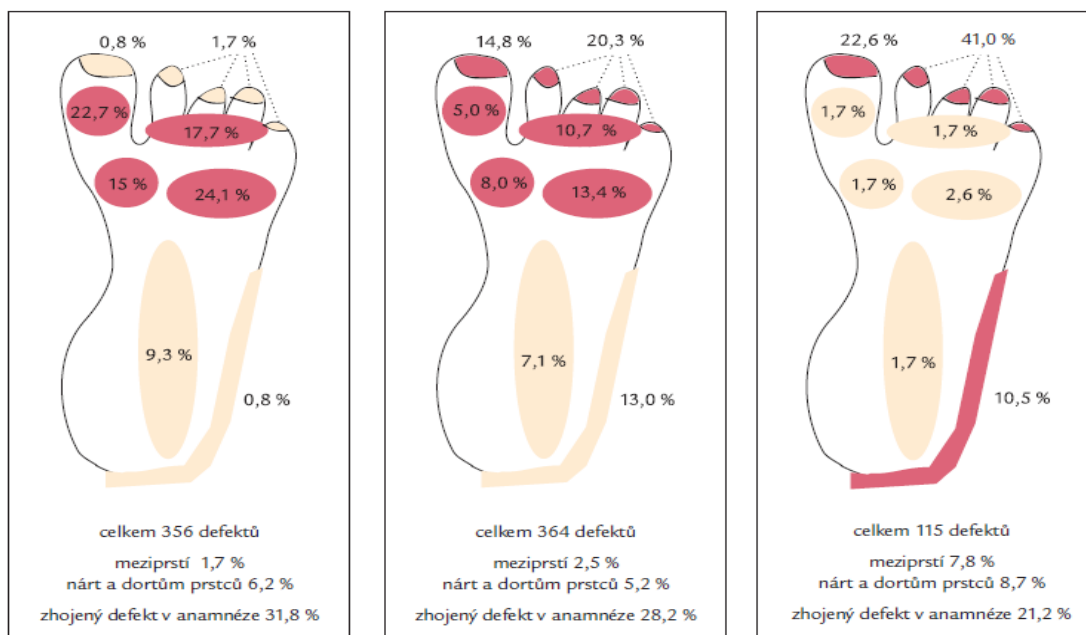 0,8 %
1,7 %
22,7 %
17,7 %
15 %
24,1 %
9,3 %
0,8 %
celkem 356 defektů
meziprstí 1,7 %
nárt a dortům prstců 6,2 %
zhojený defekt v anamnéze 31,8 %
14,8 %
20,3 %
5,0 %
10,7 %
8,0 %
13,4 %
7,1 %
13,0 %
celkem 364 defektů
meziprstí 2,5 %
nárt a dortům prstců 5,2 %
zhojený defekt v anamnéze 28,2 %
22,6 %
41,0 %
1,7 %
1,7 %
1,7 %
2,6 %
1,7 %
10,5 %
celkem 115 defektů
meziprstí 7,8 %
nárt a dortům prstců 8,7 %
zhojený defekt v anamnéze 21,2 %